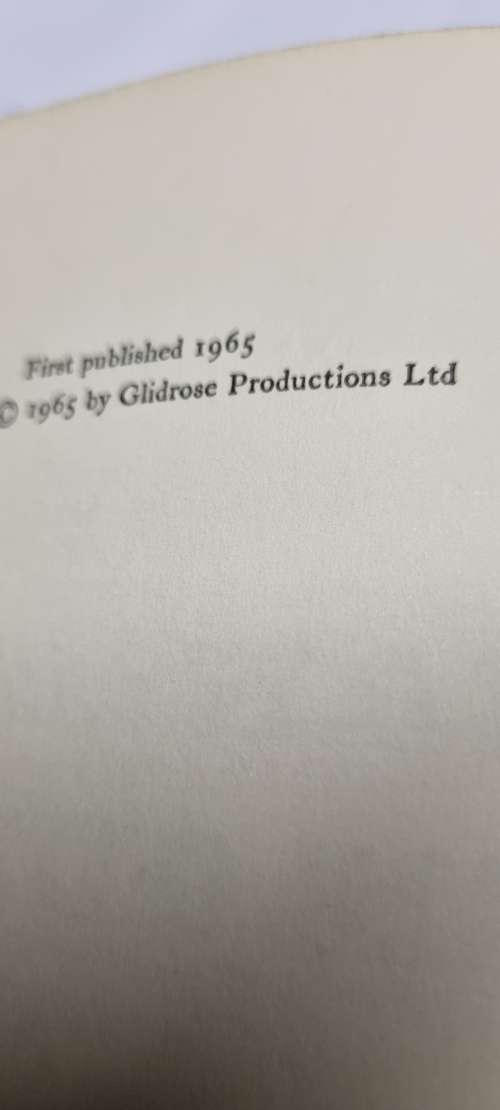 First published 1965
© 1965 by Glidrose Productions Ltd